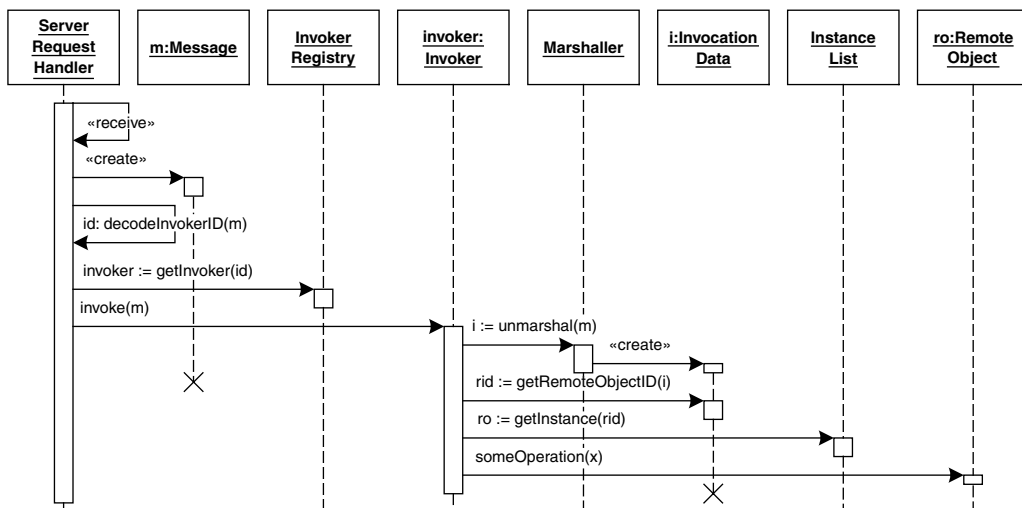 Server
Request
Handler
m:Message
Invoker
Registry
invoker:
Invoker
Marshaller
i:Invocation
Data
Instance
List
ro:Remote
Object
«receive»
«create»
id: decodeInvokerID(m)
invoker := getInvoker(id)
invoke(m)
i := unmarshal(m)
«create»
rid := getRemoteObjectID(i)
ro := getInstance(rid)
someOperation(x)